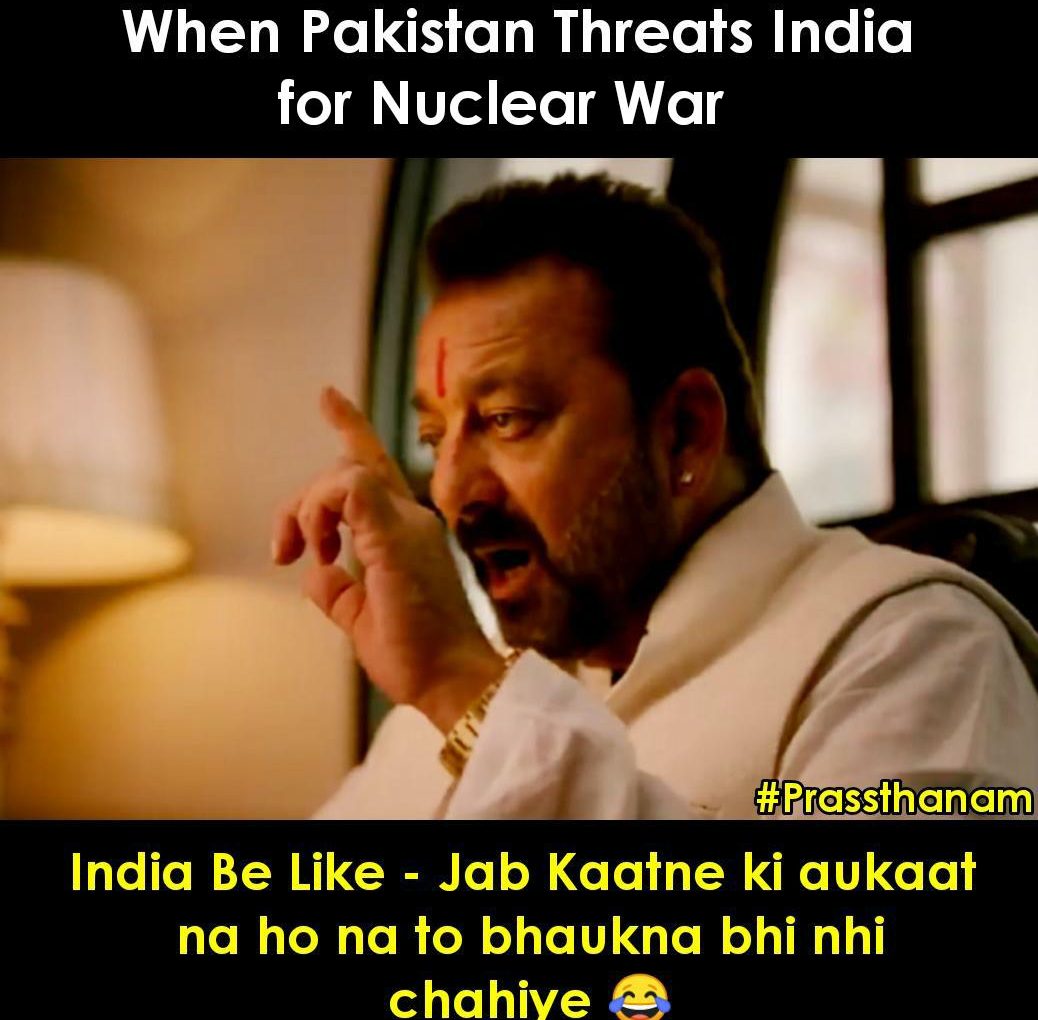 When Pakistan Threats India
for Nuclear War
#Prassthanam
India Be Like - Jab Kaatne ki aukaat
na ho na to bhaukna bhi nhi
chahiye 😂